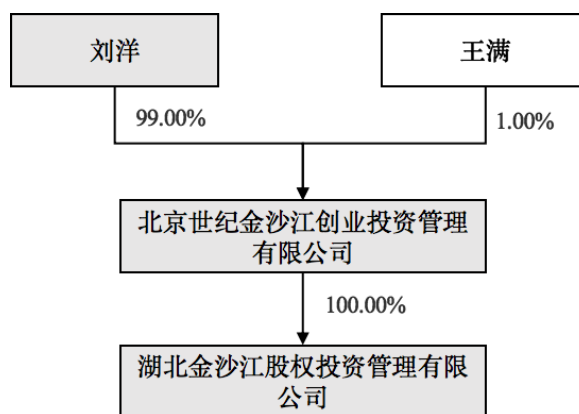 刘洋
王满
99.00%
1.00%
北京世纪金沙江创业投资管理
有限公司
100.00%
湖北金沙江股权投资管理有限
公司